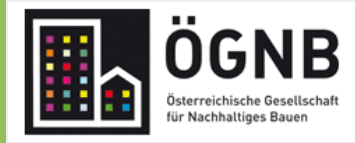 ÖGNB
Österreichische Gesellschaft
für Nachhaltiges Bauen